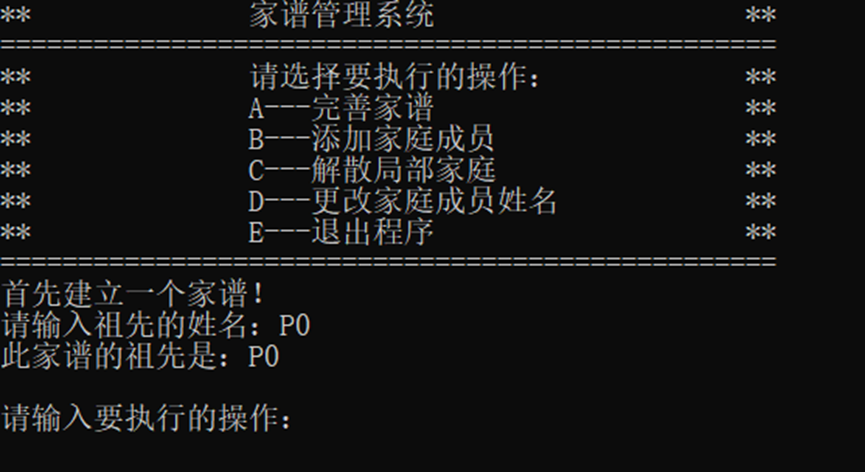 **              家谱管理系统                    **
==================================================
**              请选择要执行的操作：            **
**              A---完善家谱                    **
**              B---添加家庭成员                **
**              C---解散局部家庭                **
**              D---更改家庭成员姓名            **
**              E---退出程序                    **
==================================================
首先建立一个家谱！
请输入祖先的姓名：P0
此家谱的祖先是：P0
请输入要执行的操作：